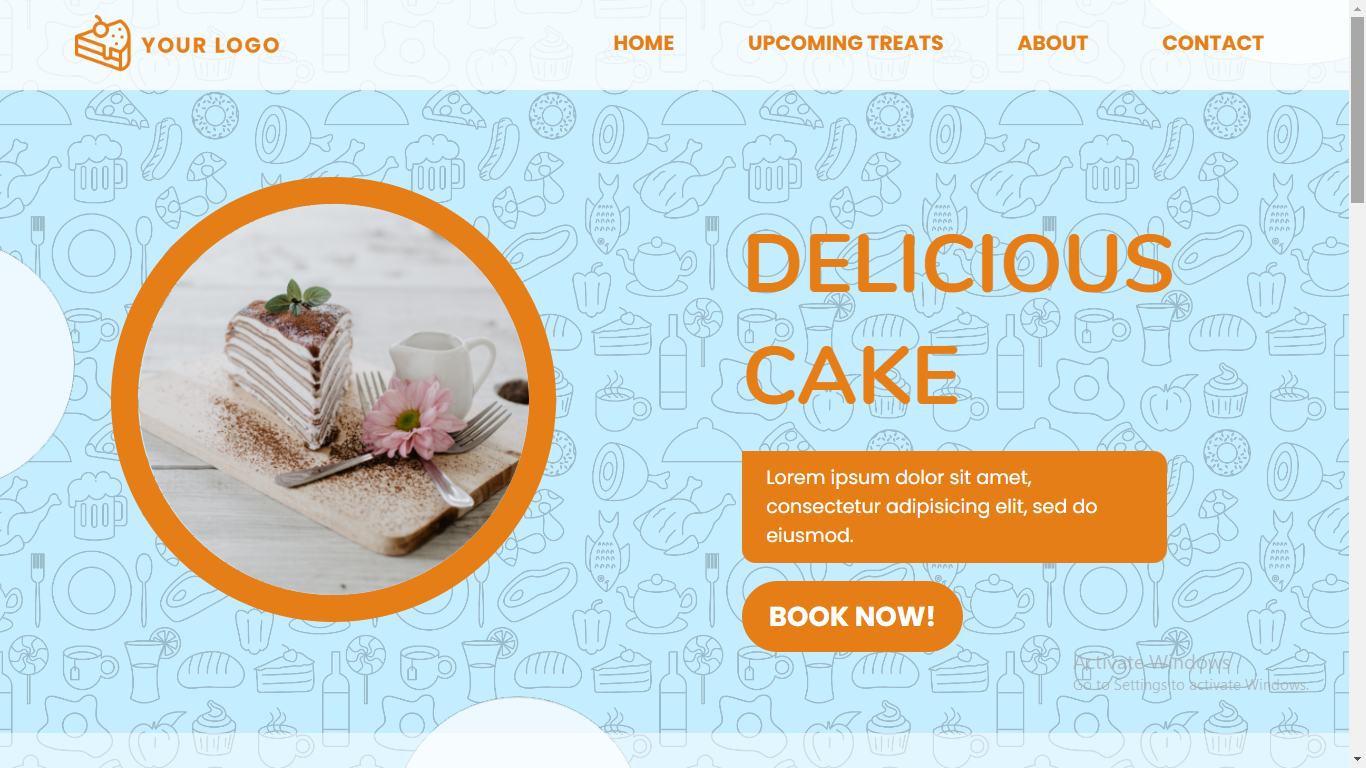 YOUR LOGO
HOME
UPCOMING TREATS
ABOUT
CONTACT
DELICIOUS
CAKE
Lorem ipsum dolor sit amet,
consectetur adipisicing elit, sed do
eiusmod.
BOOK NOW!
Activate Windows
Go to Settings to activate Windows.